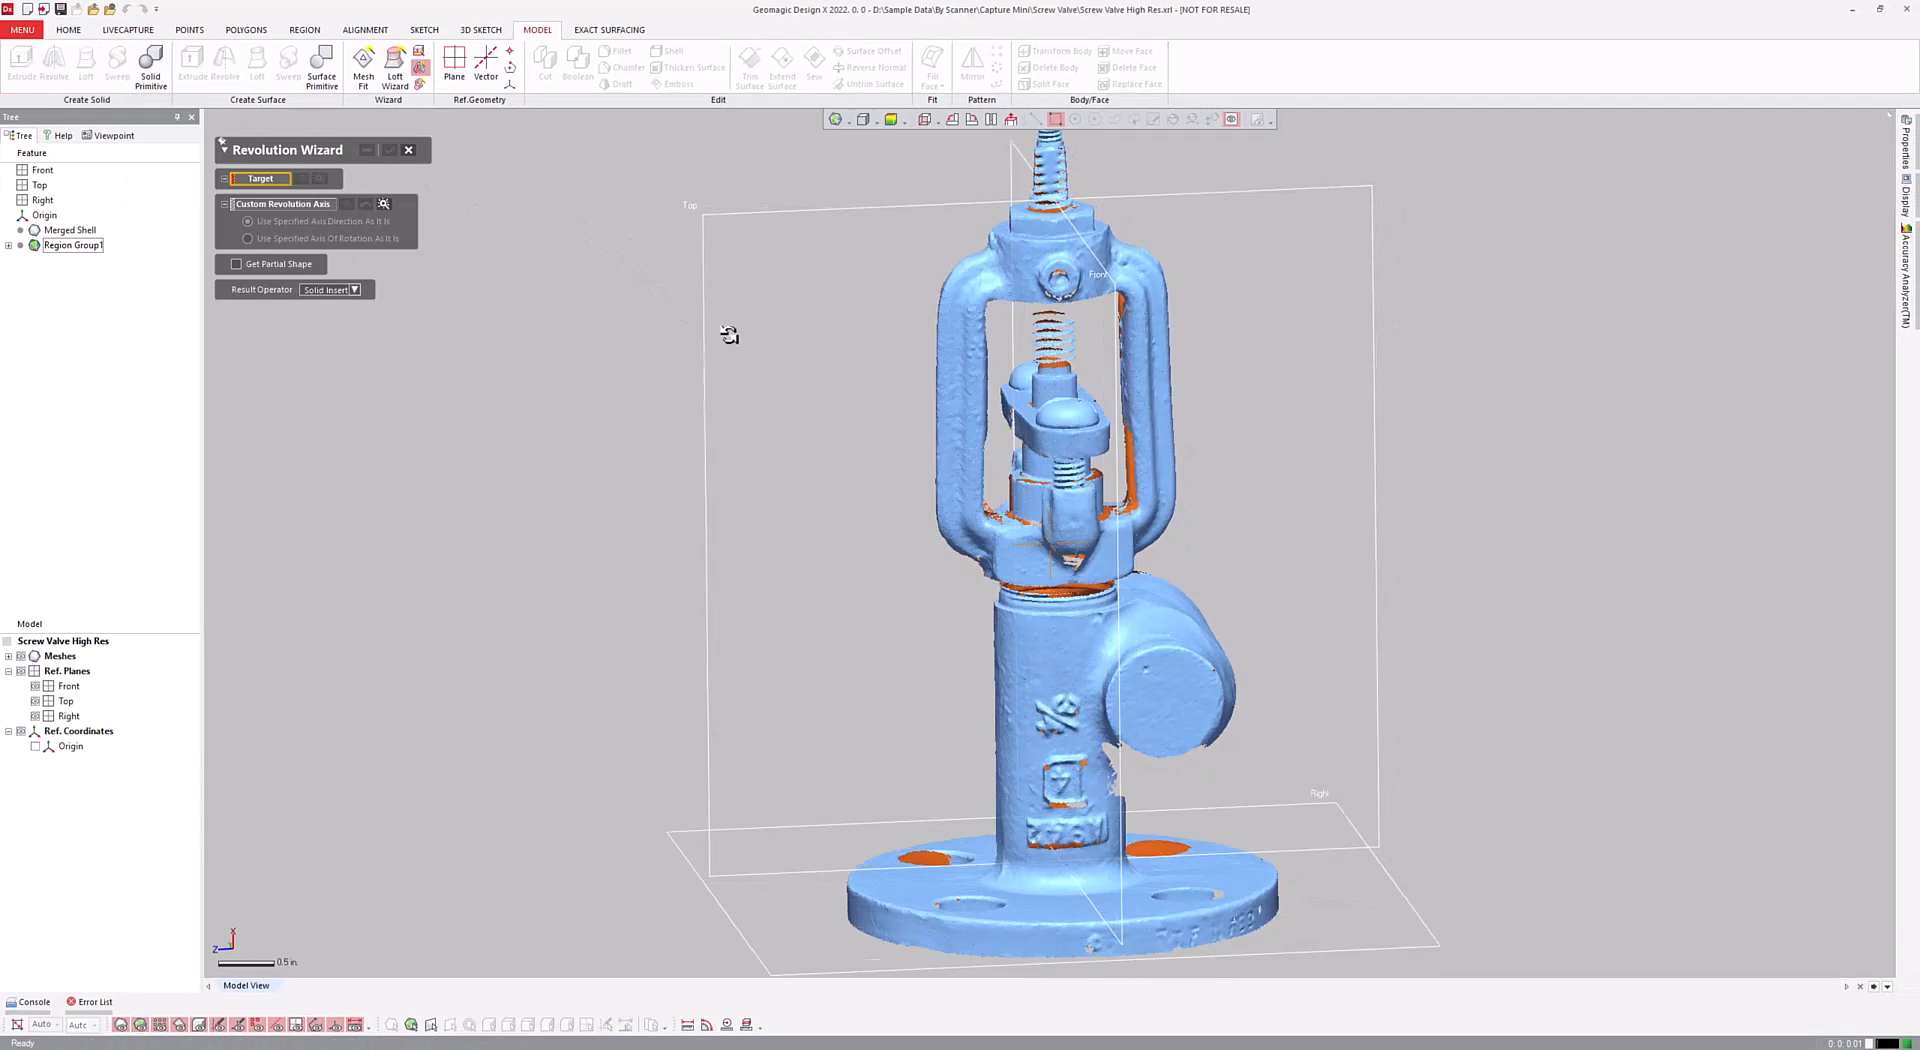 Geomagic Design X 2022. 0. 0 - D:\Sample Data\By Scanner\Capture Mini\Screw Valve\Screw Valve High Res.xrl - [NOT FOR RESALE]
MENU HOME LIVECAPTURE POINTS POLYGONS REGION ALIGNMENT SKETCH 3D SKETCH MODEL EXACT SURFACING
Extrude Revolve Loft Sweep Solid Primitive
Extrude Revolve Loft Sweep Surface Primitive
Mesh Fit Loft Wizard
Plane Vector
Cut Boolean Fillet Chamfer Draft Shell Thicken Surface Emboss
Trim Surface Extend Surface Sew Surface Offset Reverse Normal Untrim Surface
Fill Face
Mirror
Transform Body Delete Body Split Face Move Face Delete Face Replace Face
Create Solid Create Surface Wizard Ref.Geometry Edit Fit Pattern Body/Face
Tree
Tree Help Viewpoint
Feature
Front
Top
Right
Origin
Merged Shell
Region Group1
Revolution Wizard
Target
Custom Revolution Axis
Use Specified Axis Direction As It Is
Use Specified Axis Of Rotation As It Is
Get Partial Shape
Result Operator Solid Insert
Top
Front
Right
7
Properties
Display
Accuracy Analyzer(TM)
Model
Screw Valve High Res
Meshes
Ref. Planes
Front
Top
Right
Ref. Coordinates
Origin
X
Z
0.5 in.
Model View
Console Error List
Auto Auto
Ready
0: 0: 0.01